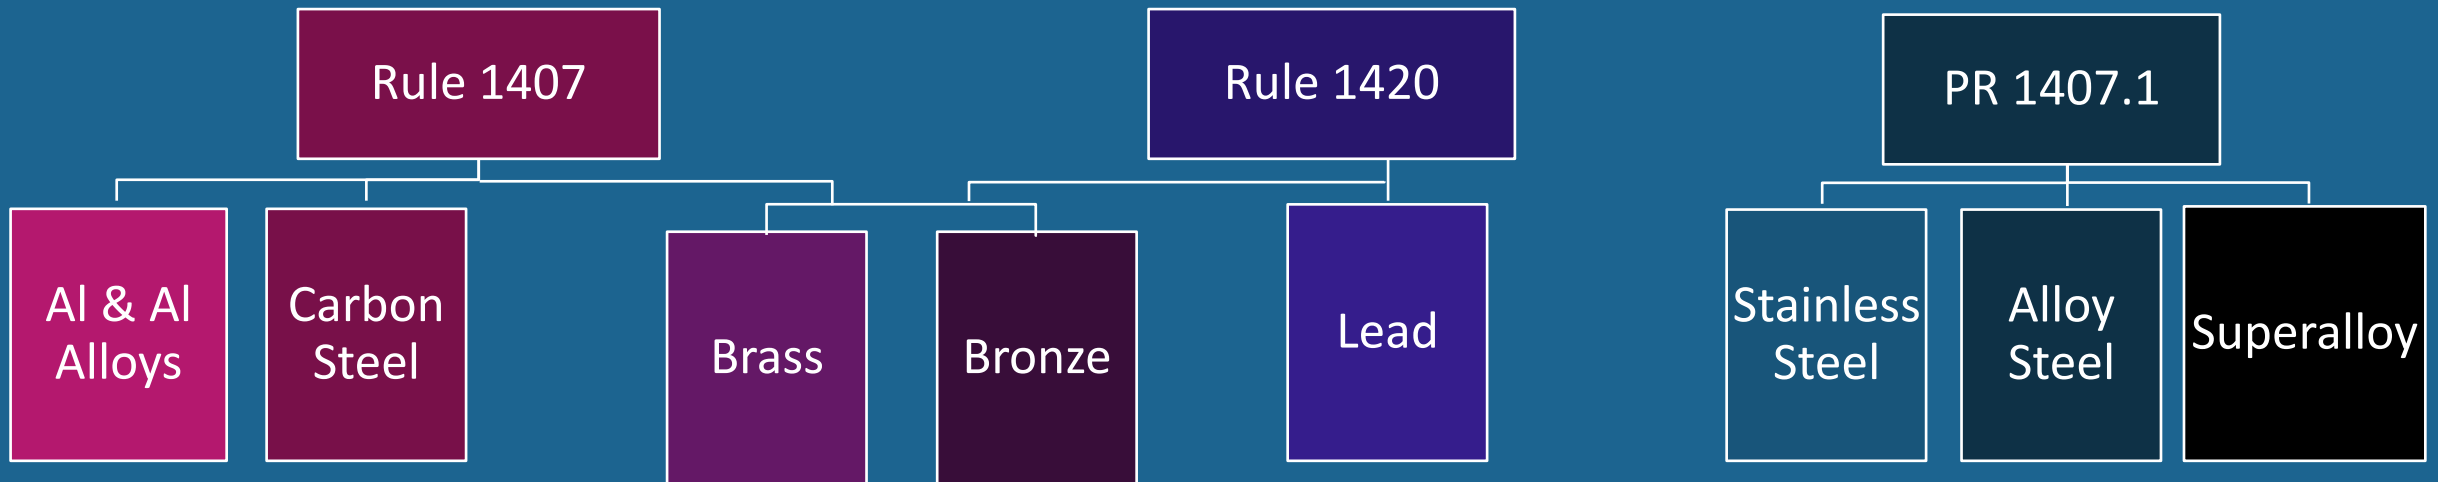 Rule 1407
Rule 1420
PR 1407.1
Al & Al
Alloys
Carbon
Steel
Brass
Bronze
Lead
Stainless
Steel
Alloy
Steel
Superalloy